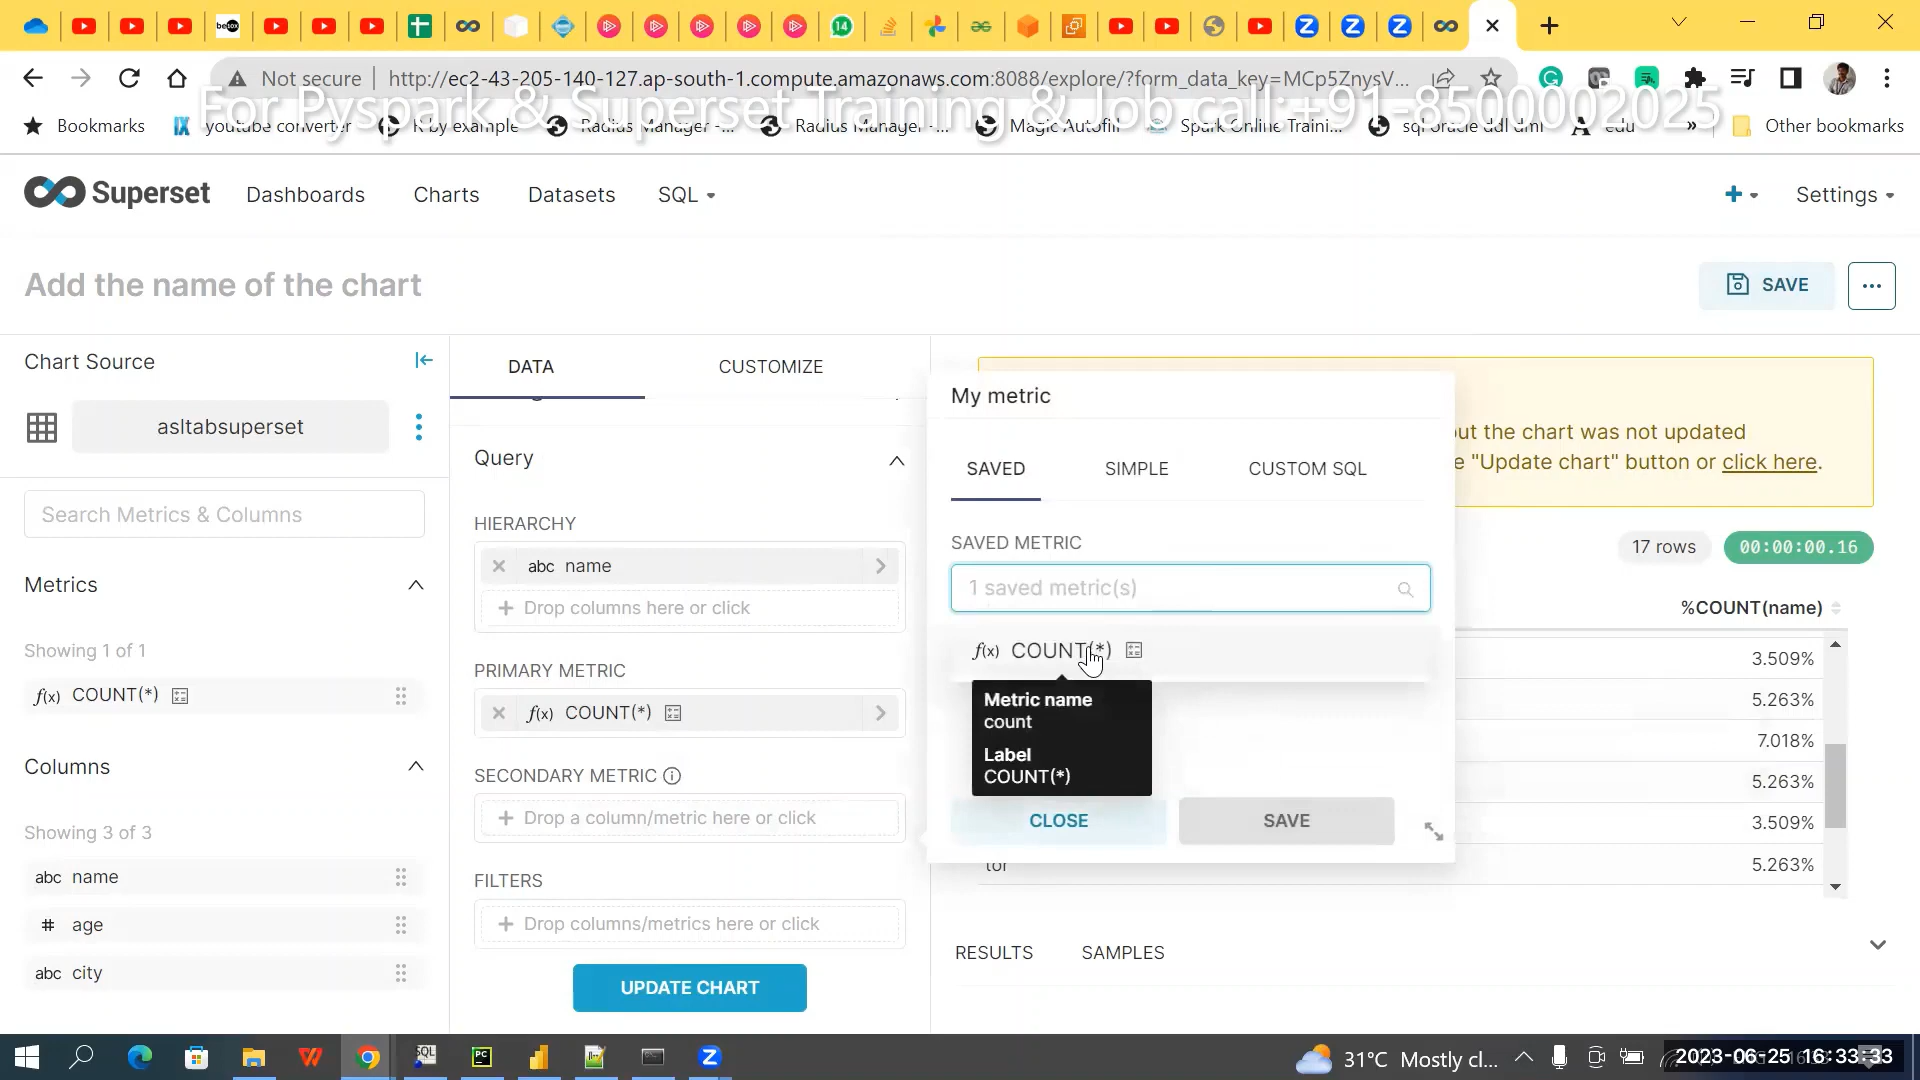 Not secure
http://ec2-43-205-140-127.ap-south-1.compute.amazonaws.com:8088/explore/?form_data_key=MCp5ZnysV...
For Pyspark & Superset Training & Job call:+91-8500002025
Bookmarks
youtube converter
R by example
Radius Manager -...
Radius Manager -...
Magic Autofill
Spark Online Traini...
sql oracle ddl dml
edu
»
Other bookmarks
Superset
Dashboards
Charts
Datasets
SQL
Settings
Add the name of the chart
SAVE
Chart Source
DATA
CUSTOMIZE
My metric
asltabsuperset
Query
SAVED
SIMPLE
CUSTOM SQL
ut the chart was not updated
e "Update chart" button or click here.
Search Metrics & Columns
HIERARCHY
SAVED METRIC
17 rows
00:00:00.16
abc name
1 saved metric(s)
Metrics
Drop columns here or click
%COUNT(name)
Showing 1 of 1
f(x) COUNT(*)
3.509%
f(x) COUNT(*)
PRIMARY METRIC
Metric name
count
5.263%
f(x) COUNT(*)
7.018%
Label
COUNT(*)
Columns
SECONDARY METRIC
5.263%
Showing 3 of 3
Drop a column/metric here or click
CLOSE
SAVE
3.509%
tor
5.263%
abc name
FILTERS
# age
Drop columns/metrics here or click
RESULTS
SAMPLES
abc city
UPDATE CHART
31°C Mostly cl...
2023-06-25 16:33:33